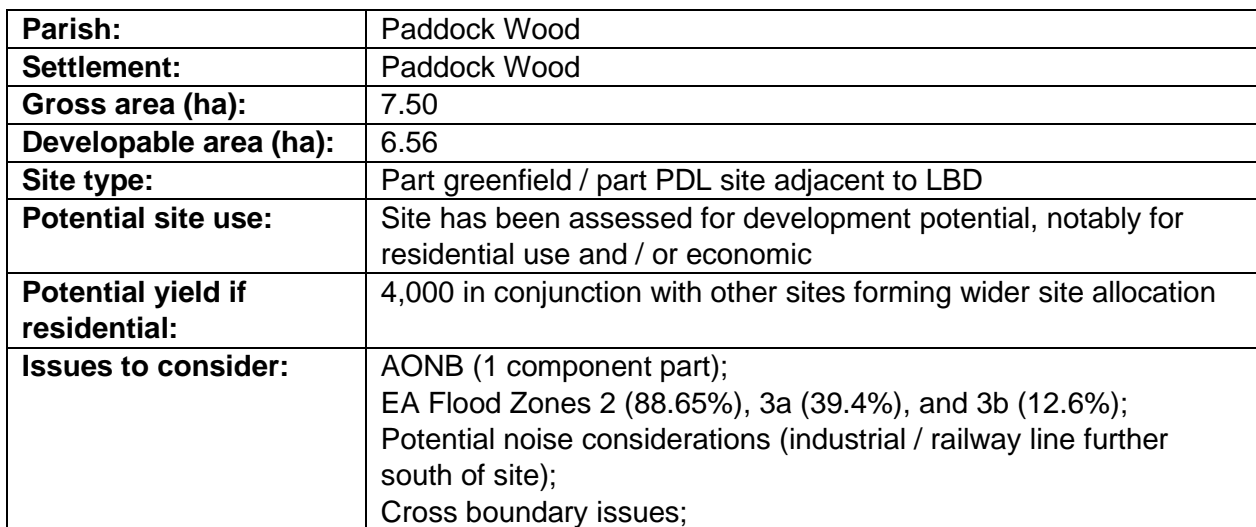 Parish: Paddock Wood
Settlement: Paddock Wood
Gross area (ha): 7.50
Developable area (ha): 6.56
Site type: Part greenfield / part PDL site adjacent to LBD
Potential site use: Site has been assessed for development potential, notably for
residential use and / or economic
Potential yield if 4,000 in conjunction with other sites forming wider site allocation
residential:
Issues to consider: AONB (1 component part);
EA Flood Zones 2 (88.65%), 3a (39.4%), and 3b (12.6%);
Potential noise considerations (industrial / railway line further
south of site);
Cross boundary issues;